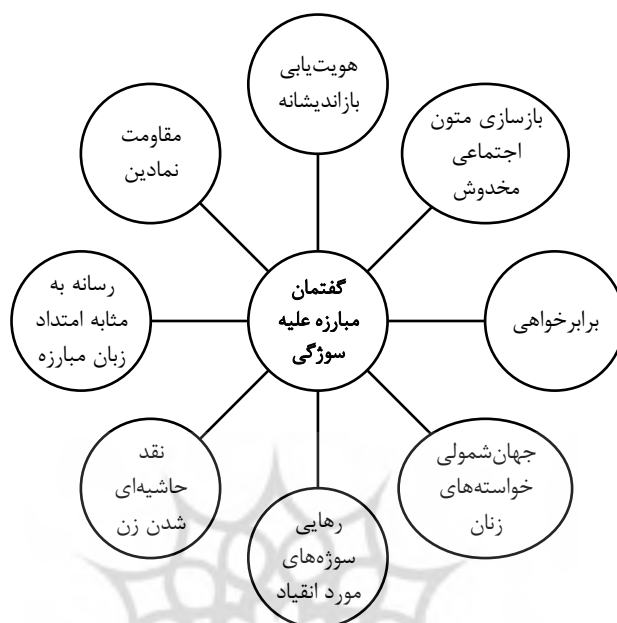 هویت‌یابی
بازاندیشانه
بازسازی متون
اجتماعی
مخدوش
برابرخواهی
جهان‌شمولی
خواسته‌های
زنان
رهایی
سوژه‌های
مورد انقیاد
نقد
حاشیه‌ای
شدن زن
رسانه به
مثابه امتداد
زبان مبارزه
مقاومت
نمادین
گفتمان
مبارزه علیه
سوژگی